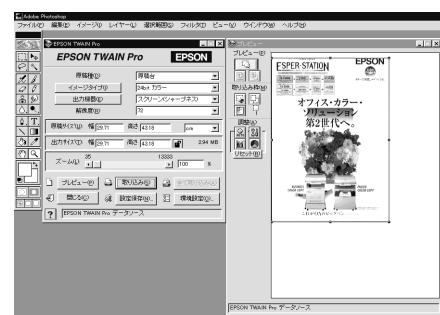 Adobe Photoshop
ファイル(F) 編集(E) イメージ(I) レイヤー(L) 選択範囲(S) フィルタ(T) ビュー(V) ウインドウ(W) ヘルプ(H)
EPSON TWAIN Pro
EPSON TWAIN Pro
EPSON
原稿種(D)
原稿台
イメージタイプ(I)
24bit カラー
出力機器(D)
スクリーン(シャープネス)
解像度(R)
72
原稿サイズ(U) 幅 29.71 高さ 43.18 cm
出力サイズ(T) 幅 29.71 高さ 43.18 2.94 MB
35 13333
ズーム(M) 100 %
プレビュー(P) 取り込み(S)
閉じる(C) 設定保存(N)... 環境設定(O)...
EPSON TWAIN Pro データソース
プレビュー
プレビュー(P)
取り込み枠(M)
調整(A)
リセット(R)
ESPER·STATION
EPSON
オフィス・カラー・
ソリューション
第2世代へ。
EPSON TWAIN Pro データソース